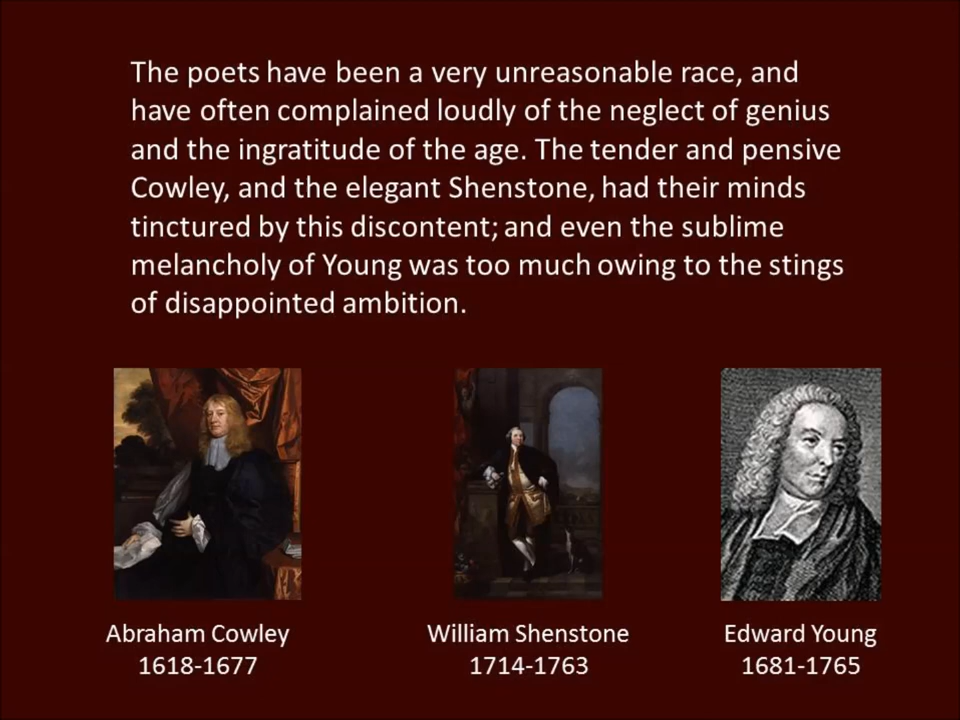 The poets have been a very unreasonable race, and
have often complained loudly of the neglect of genius
and the ingratitude of the age. The tender and pensive
Cowley, and the elegant Shenstone, had their minds
tinctured by this discontent; and even the sublime
melancholy of Young was too much owing to the stings
of disappointed ambition.
Abraham Cowley
1618-1677
William Shenstone
1714-1763
Edward Young
1681-1765